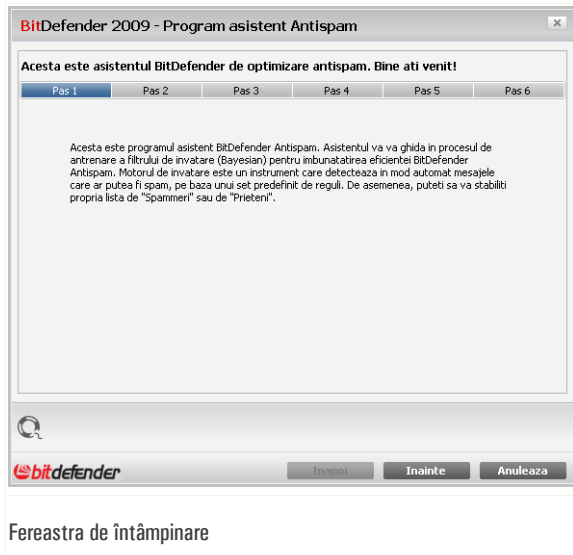 BitDefender 2009 - Program asistent Antispam
Acesta este asistentul BitDefender de optimizare antispam. Bine ati venit!
Pas 1 Pas 2 Pas 3 Pas 4 Pas 5 Pas 6
Acesta este programul asistent BitDefender Antispam. Asistentul va va ghida in procesul de
antrenare a filtrului de invatare (Bayesian) pentru imbunatatirea eficientei BitDefender
Antispam. Motorul de invatare este un instrument care detecteaza in mod automat mesajele
care ar putea fi spam, pe baza unui set predefinit de reguli. De asemenea, puteti sa va stabiliti
propria lista de "Spammeri" sau de "Prieteni".
bitdefender Inapoi Inainte Anuleaza
Fereastra de întâmpinare